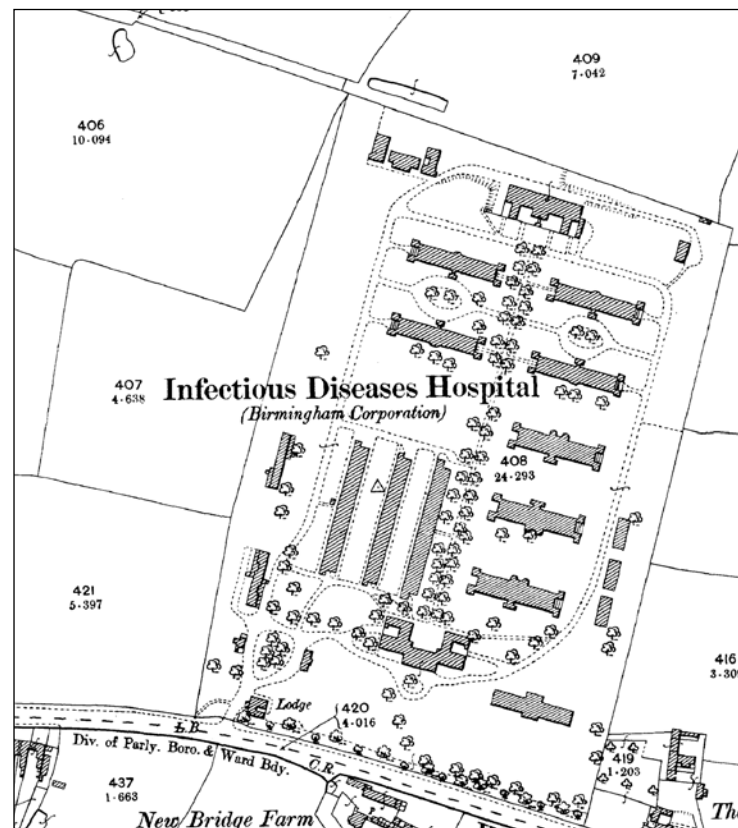 409
7·042
406
10·094
407
4·638
Infectious Diseases Hospital
(Birmingham Corporation)
408
24·293
421
5·397
416
Lodge
420
4·016
L.B.
Div. of Parly. Boro. & Ward Bdy.
C.R.
419
1·203
437
1·663
New Bridge Farm